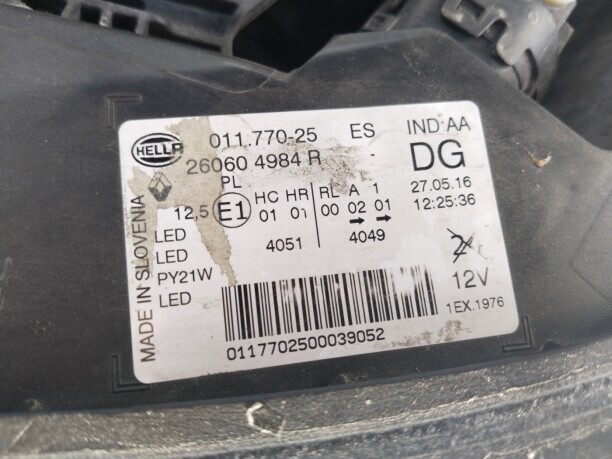 HELLA 011.770-25 ES IND:AA
26060 4984 R - DG
PL
12,5 E1 HC HR RL A 1 27.05.16
01 01 00 02 01 12:25:36
LED 4051 4049
LED
PY21W 12V
LED 1EX.1976
0117702500039052
MADE IN SLOVENIA